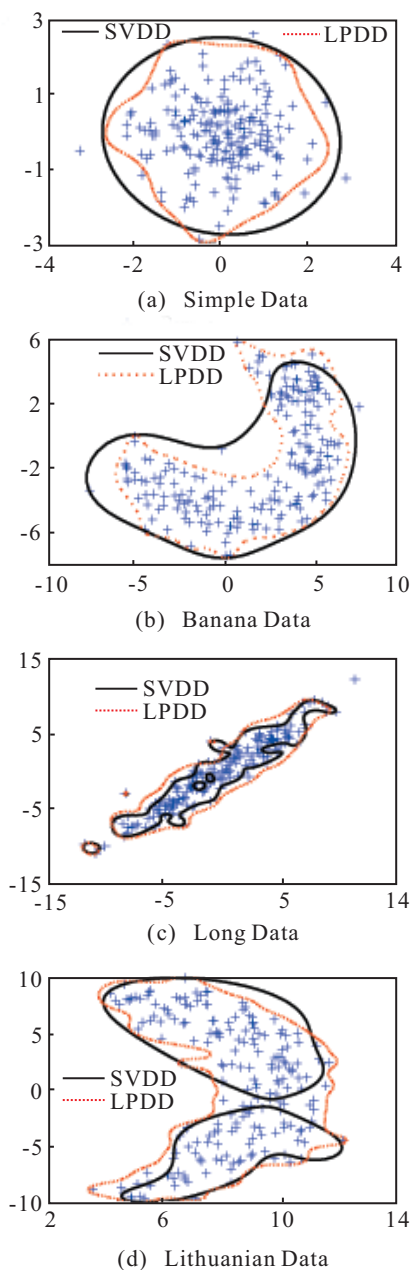 3
SVDD
LPDD
1
-1
-3
-4
-2
0
2
4
(a) Simple Data
6
SVDD
LPDD
2
-2
-6
-10
-5
0
5
10
(b) Banana Data
15
SVDD
LPDD
5
-5
-15
-15
-5
5
14
(c) Long Data
10
5
0
SVDD
LPDD
-5
-10
2
6
10
14
(d) Lithuanian Data